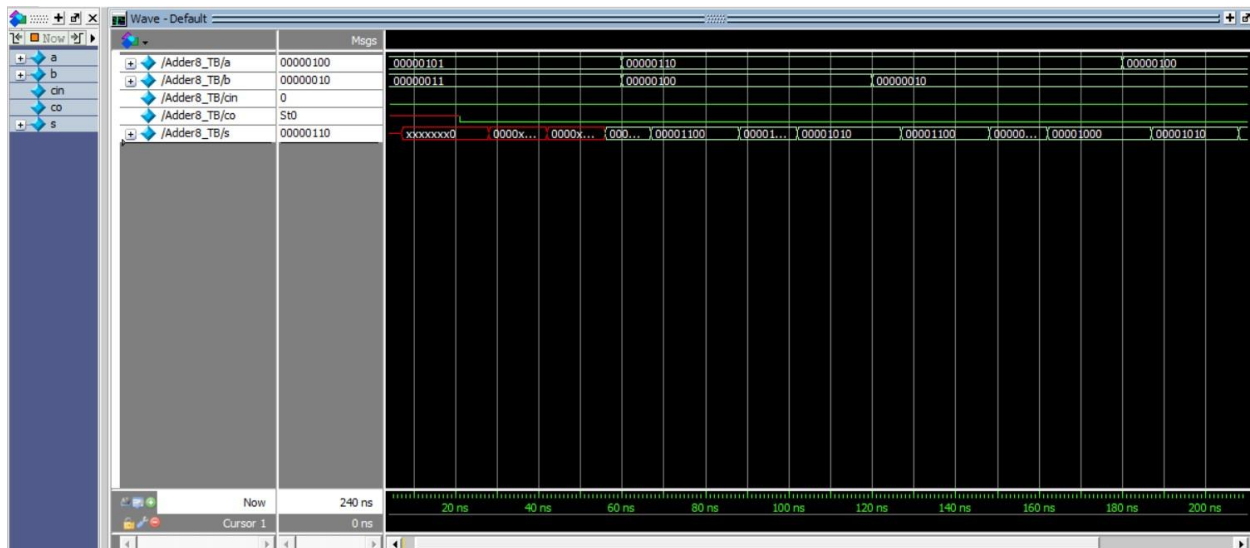 Wave - Default
Now
Msgs
a
b
cin
co
s
/Adder8_TB/a 00000100 00000101 00000110 00000100
/Adder8_TB/b 00000010 00000011 00000100 00000010
/Adder8_TB/cin 0
/Adder8_TB/co St0
/Adder8_TB/s 00000110 xxxxxxx0 0000x... 0000x... 000... 00001100 00001... 00001010 00001100 00000... 00001000 00001010
Now 240 ns
Cursor 1 0 ns
20 ns 40 ns 60 ns 80 ns 100 ns 120 ns 140 ns 160 ns 180 ns 200 ns